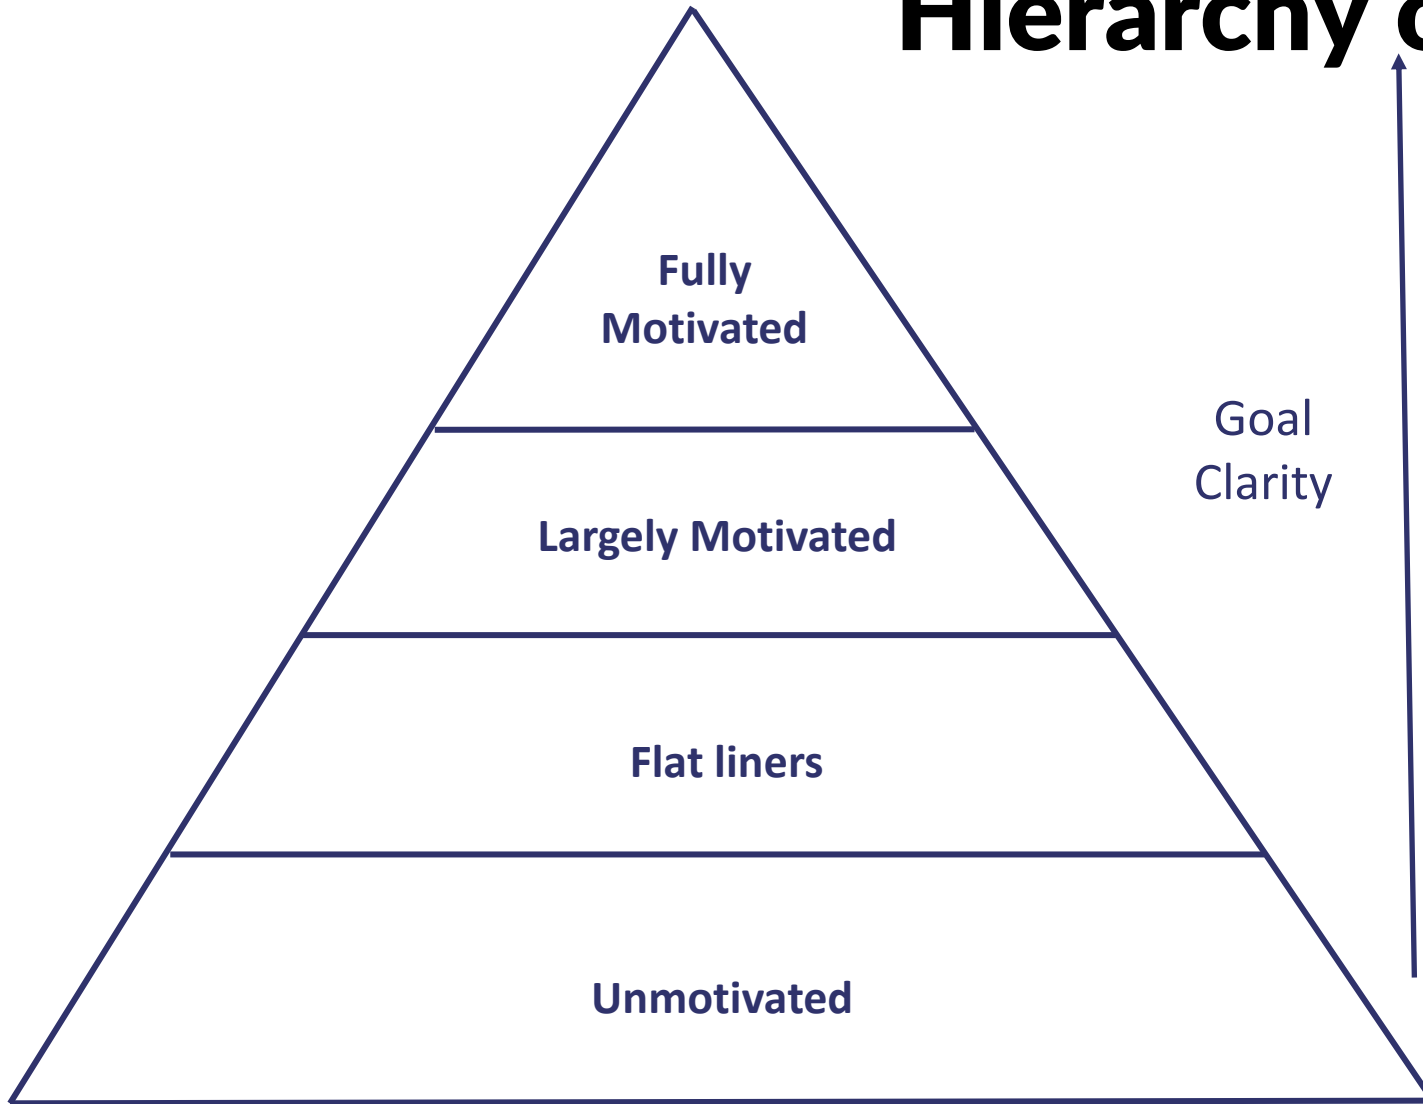 Hierarchy
Fully
Motivated
Goal
Clarity
Largely Motivated
Flat liners
Unmotivated